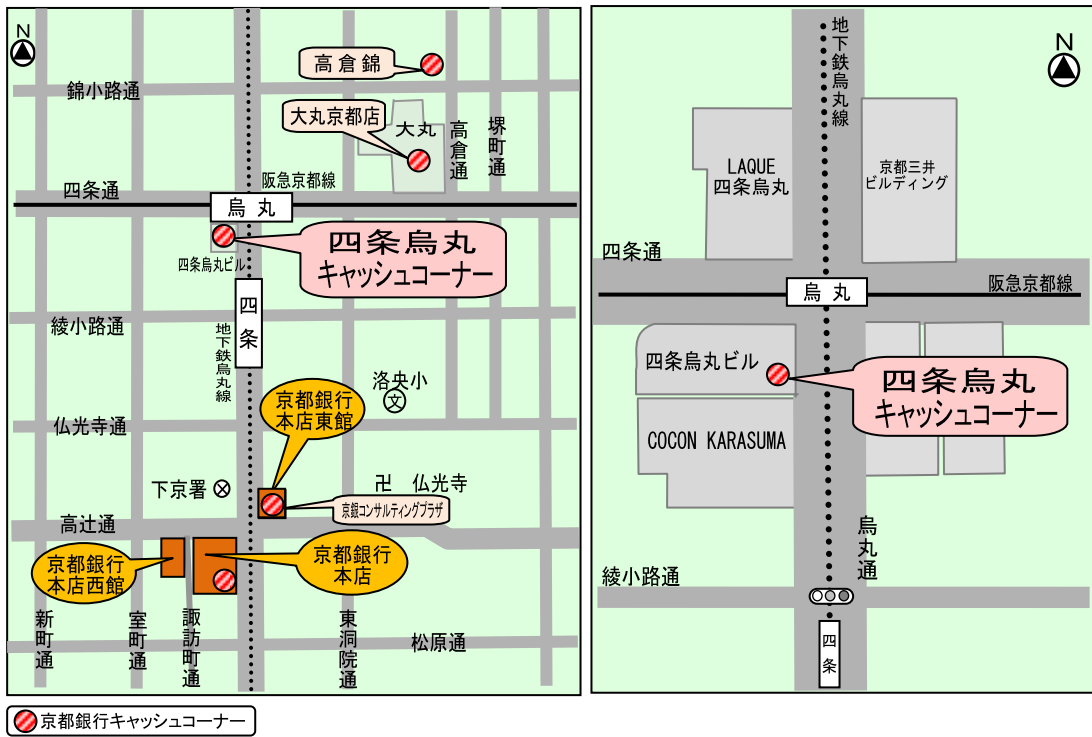 N
高倉錦
錦小路通
大丸京都店
大丸
高倉通
堺町通
四条通
阪急京都線
烏丸
四条烏丸
キャッシュコーナー
四条烏丸ビル
四条
綾小路通
地下鉄烏丸線
洛央小
文
京都銀行
本店東館
仏光寺通
下京署
卍 仏光寺
京銀コンサルティングプラザ
高辻通
京都銀行
本店西館
京都銀行
本店
新町通
室町通
諏訪町通
東洞院通
松原通
京都銀行キャッシュコーナー
N
地下鉄烏丸線
LAQUE
四条烏丸
京都三井
ビルディング
四条通
阪急京都線
烏丸
四条烏丸ビル
四条烏丸
キャッシュコーナー
COCON KARASUMA
烏丸通
綾小路通
四条